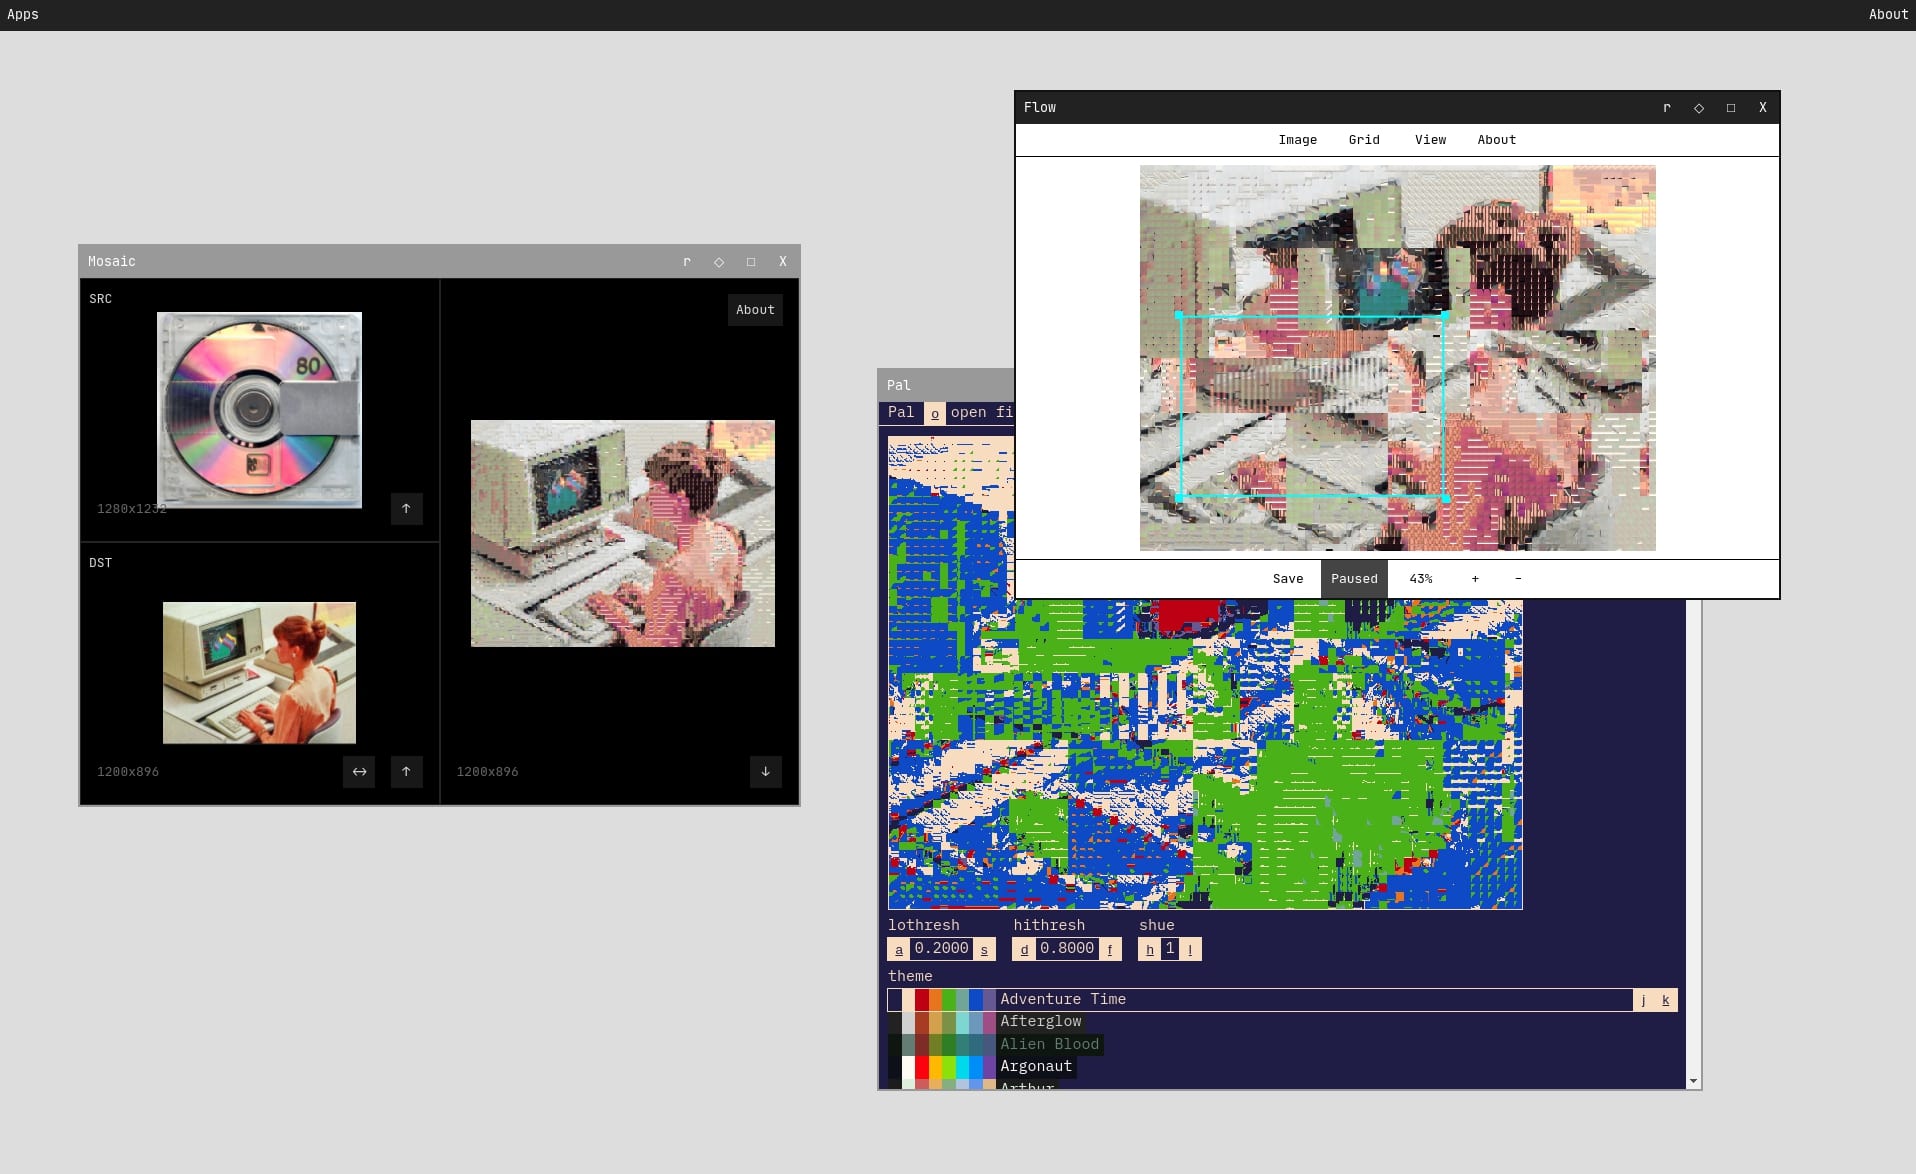 Apps
About
Mosaic r ◇ □ X
SRC
About
80
1280x1232
↑
DST
1200x896
↔ ↑
1200x896
↓
Flow r ◇ □ X
Image Grid View About
Save Paused 43% + -
Pal
Pal o open fi
lothresh hithresh shue
a 0.2000 s d 0.8000 f h 1 l
theme
Adventure Time j k
Afterglow
Alien Blood
Argonaut
Arthur